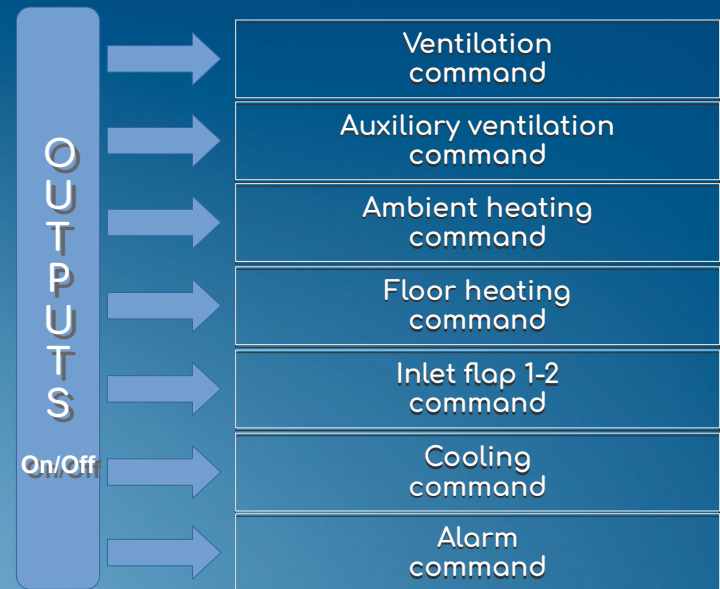 OUTPUTS
On/Off
Ventilation
command
Auxiliary ventilation
command
Ambient heating
command
Floor heating
command
Inlet flap 1-2
command
Cooling
command
Alarm
command